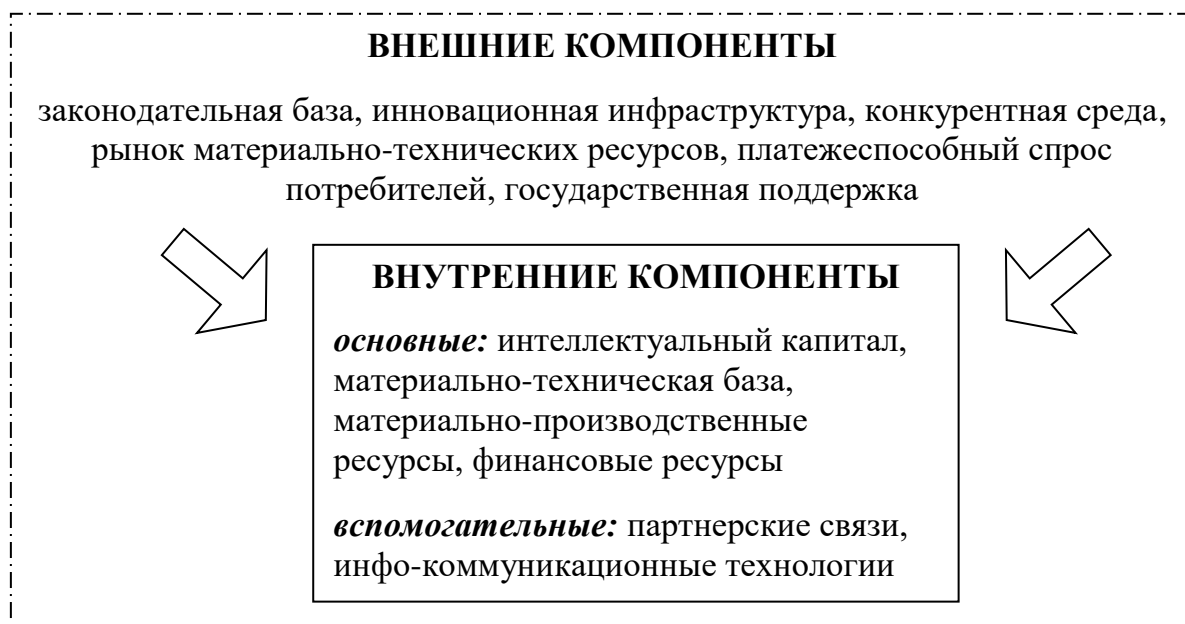 ВНЕШНИЕ КОМПОНЕНТЫ
законодательная база, инновационная инфраструктура, конкурентная среда,
рынок материально-технических ресурсов, платежеспособный спрос
потребителей, государственная поддержка
ВНУТРЕННИЕ КОМПОНЕНТЫ
основные: интеллектуальный капитал,
материально-техническая база,
материально-производственные
ресурсы, финансовые ресурсы
вспомогательные: партнерские связи,
инфо-коммуникационные технологии